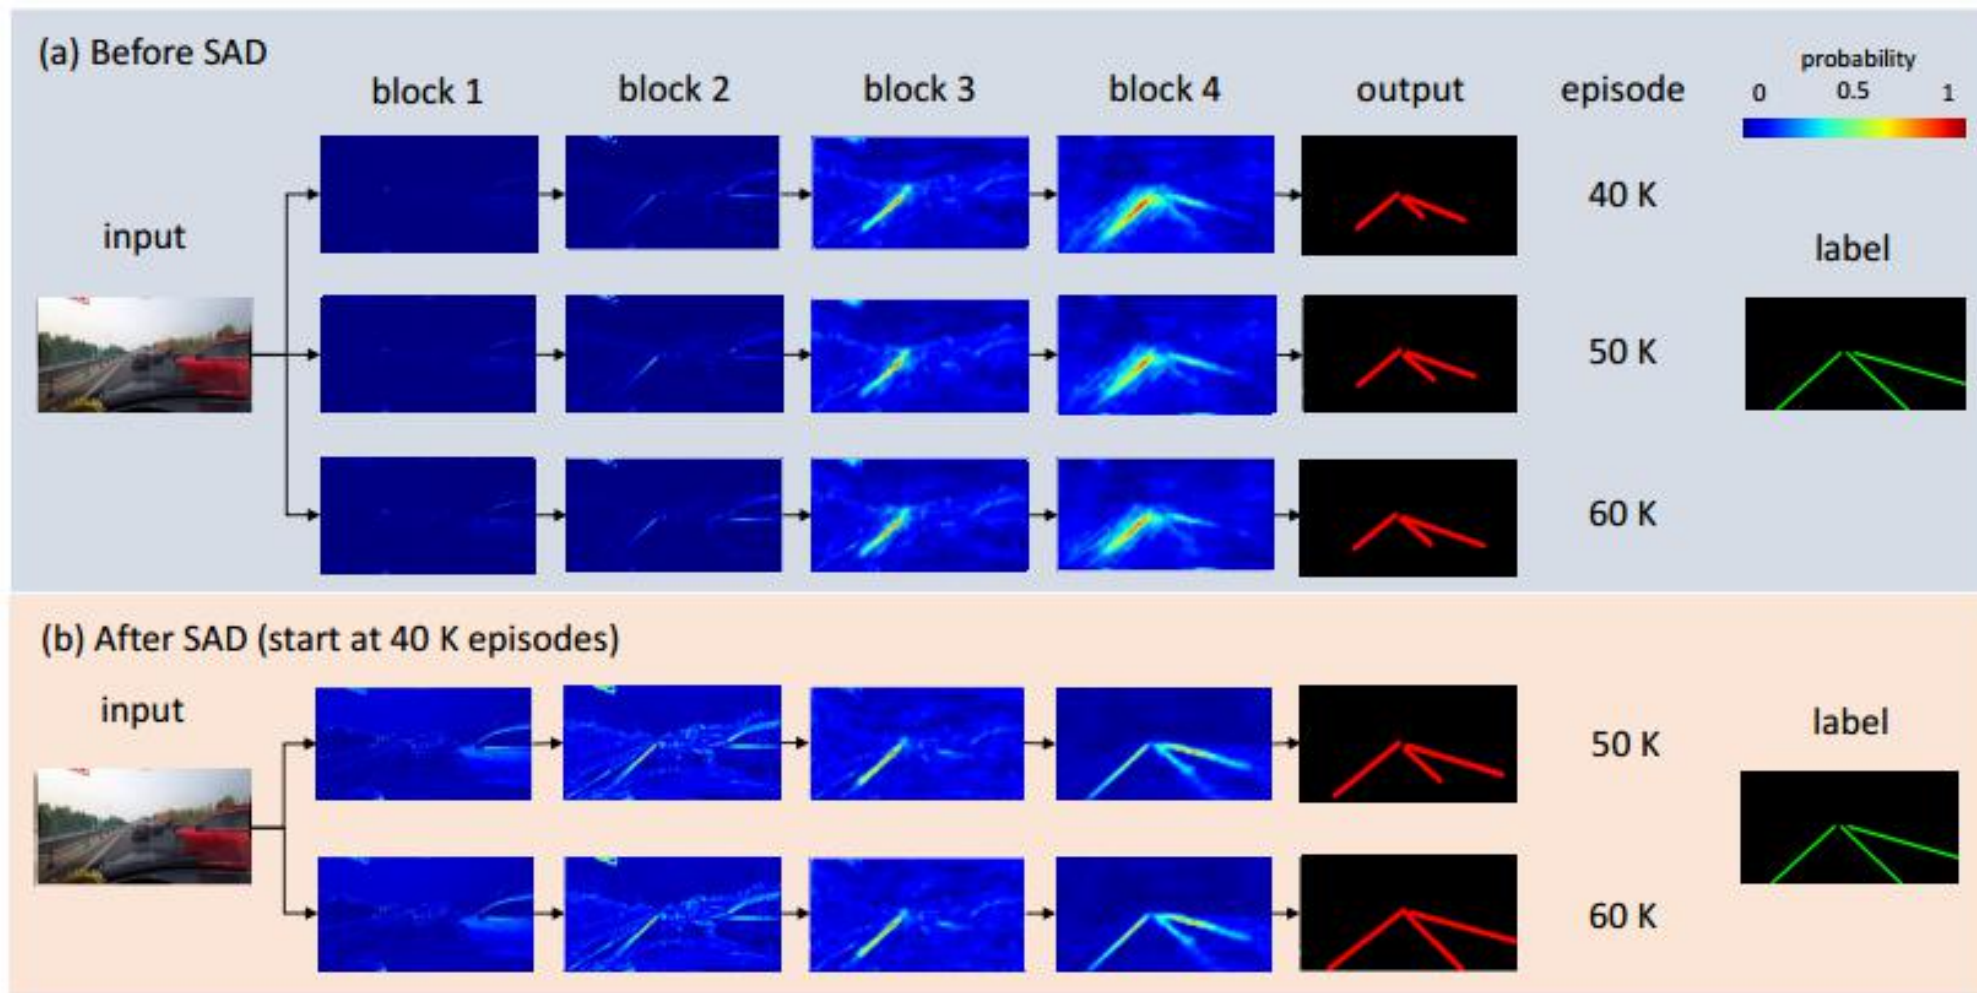 (a) Before SAD
block 1 block 2 block 3 block 4 output episode
probability
0 0.5 1
40 K
input
label
50 K
60 K
(b) After SAD (start at 40 K episodes)
input
label
50 K
60 K